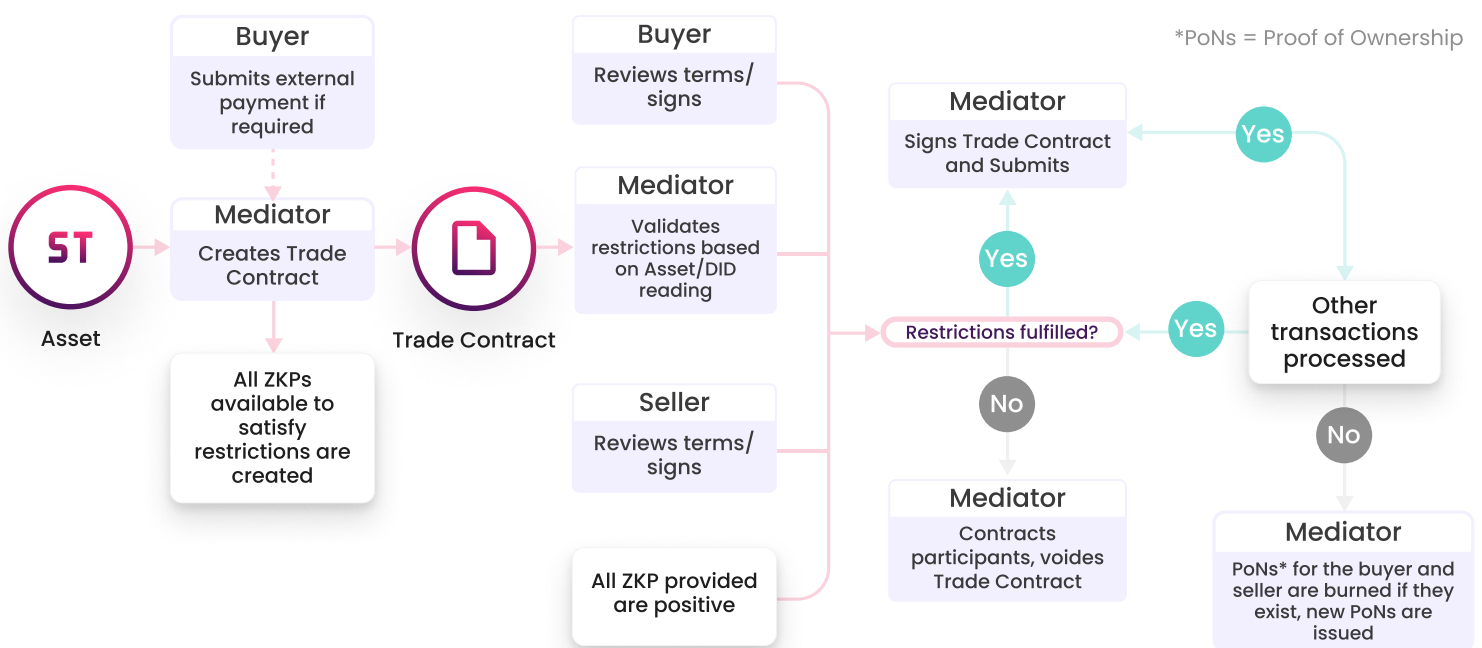 Buyer
Submits external
payment if
required
ST
Asset
Mediator
Creates Trade
Contract
All ZKPs
available to
satisfy
restrictions are
created
Trade Contract
Buyer
Reviews terms/
signs
Mediator
Validates
restrictions based
on Asset/DID
reading
Seller
Reviews terms/
signs
All ZKP provided
are positive
*PoNs = Proof of Ownership
Mediator
Signs Trade Contract
and Submits
Yes
Yes
Restrictions fulfilled?
Yes
Other
transactions
processed
No
No
Mediator
Contracts
participants, voides
Trade Contract
Mediator
PoNs* for the buyer and
seller are burned if they
exist, new PoNs are
issued